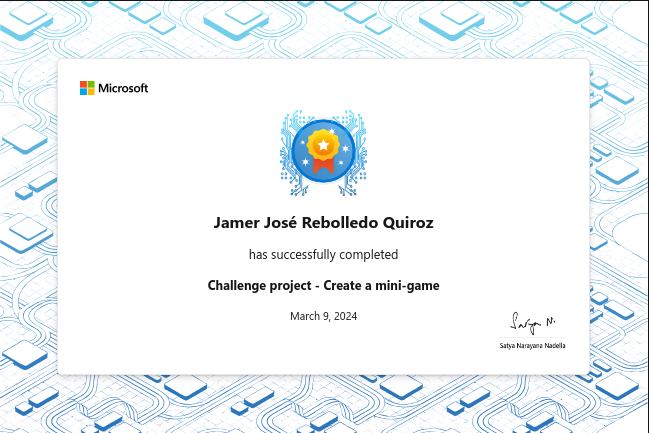 Microsoft
Jamer José Rebolledo Quiroz
has successfully completed
Challenge project - Create a mini-game
March 9, 2024
Satya N.
Satya Narayana Nadella